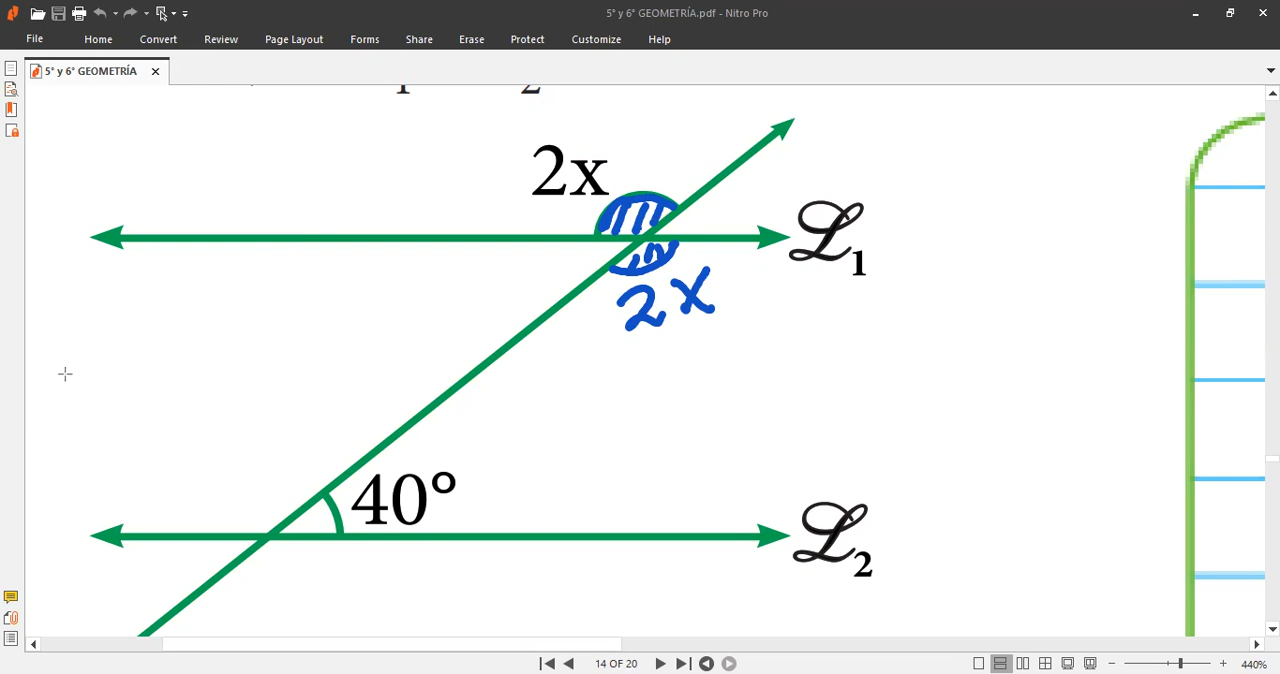 5° y 6° GEOMETRÍA.pdf - Nitro Pro
File Home Convert Review Page Layout Forms Share Erase Protect Customize Help
5° y 6° GEOMETRÍA
2x
ℒ1
2x
40°
ℒ2
14 OF 20
440%